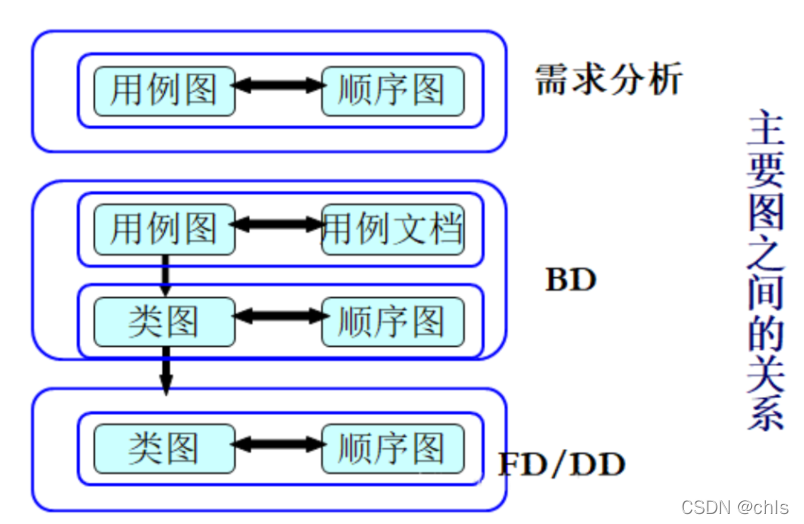 用例图
顺序图
需求分析
用例图
用例文档
BD
类图
顺序图
类图
顺序图
FD/DD
主要图之间的关系
CSDN @chls